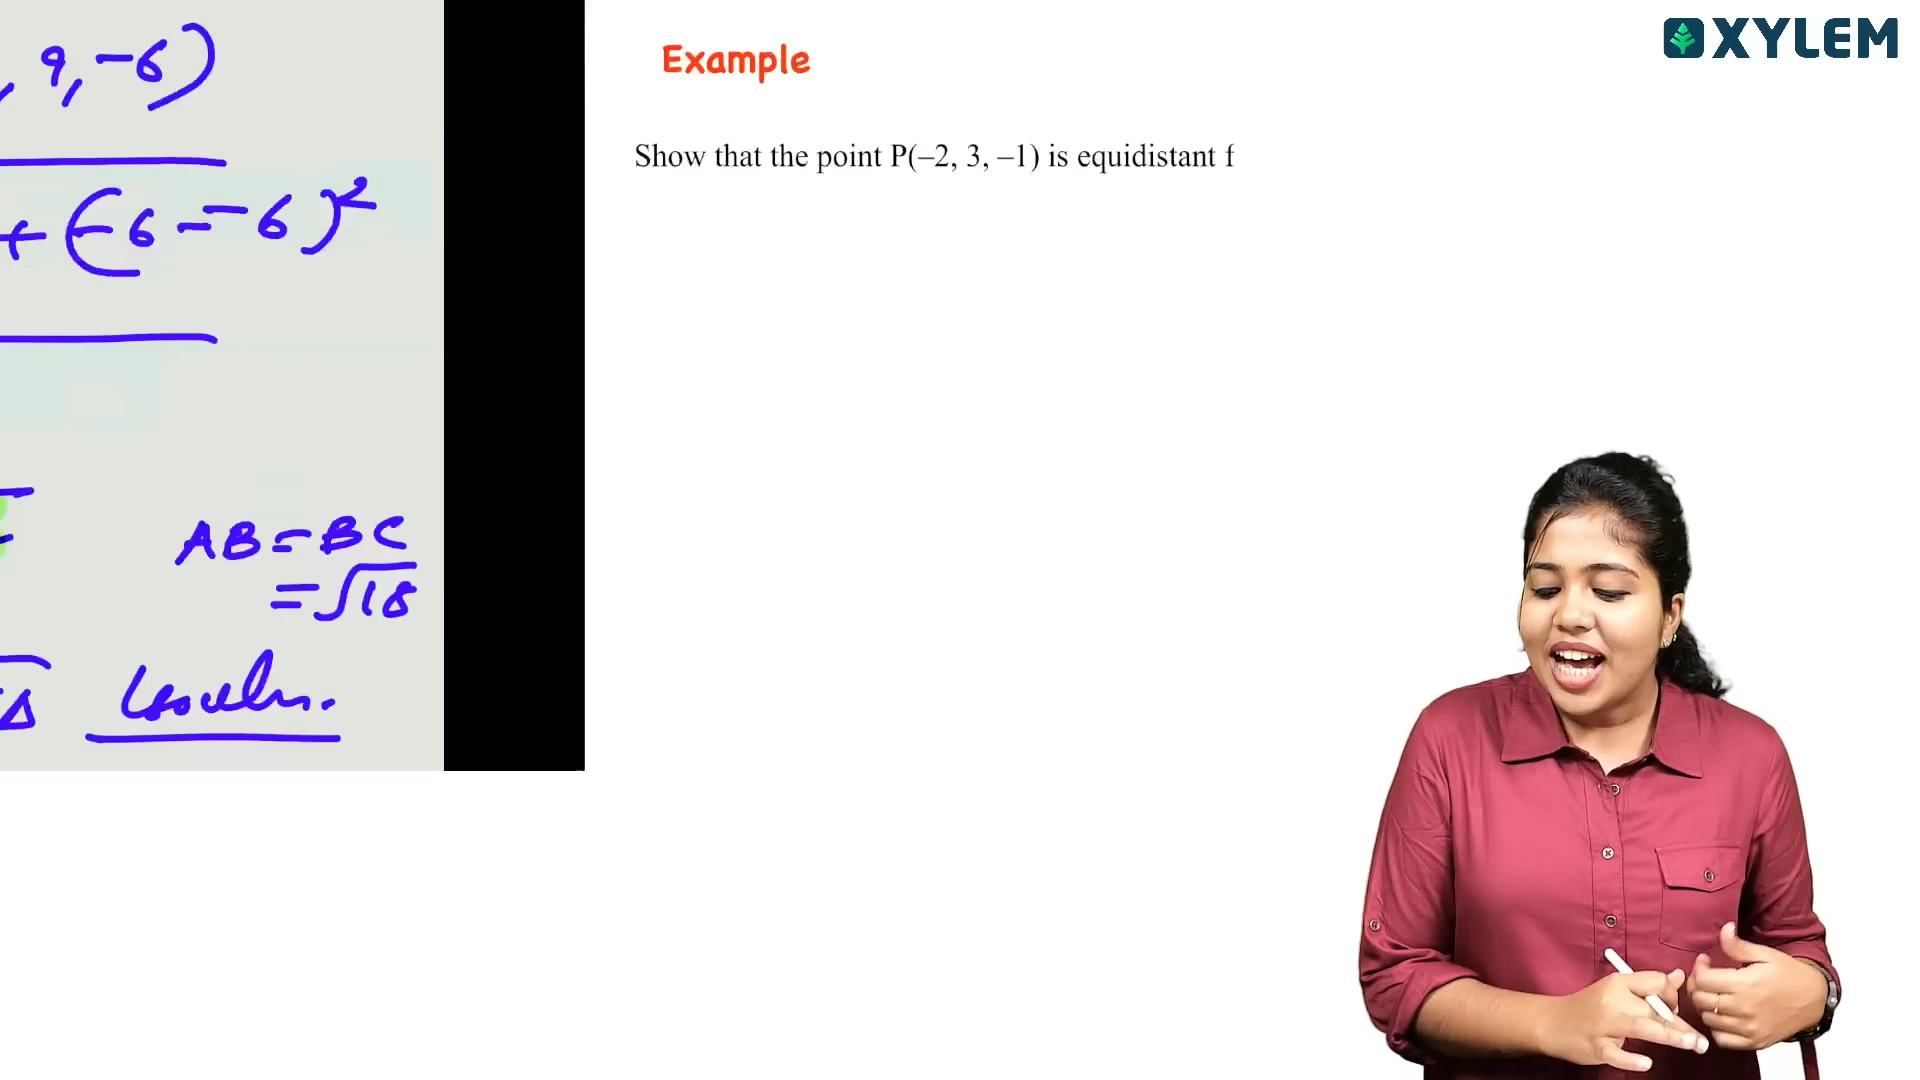 , 9, -6)
+ (-6 - -6)²
AB = BC
= √18
Δ
Example
Show that the point P(–2, 3, –1) is equidistant f
XYLEM